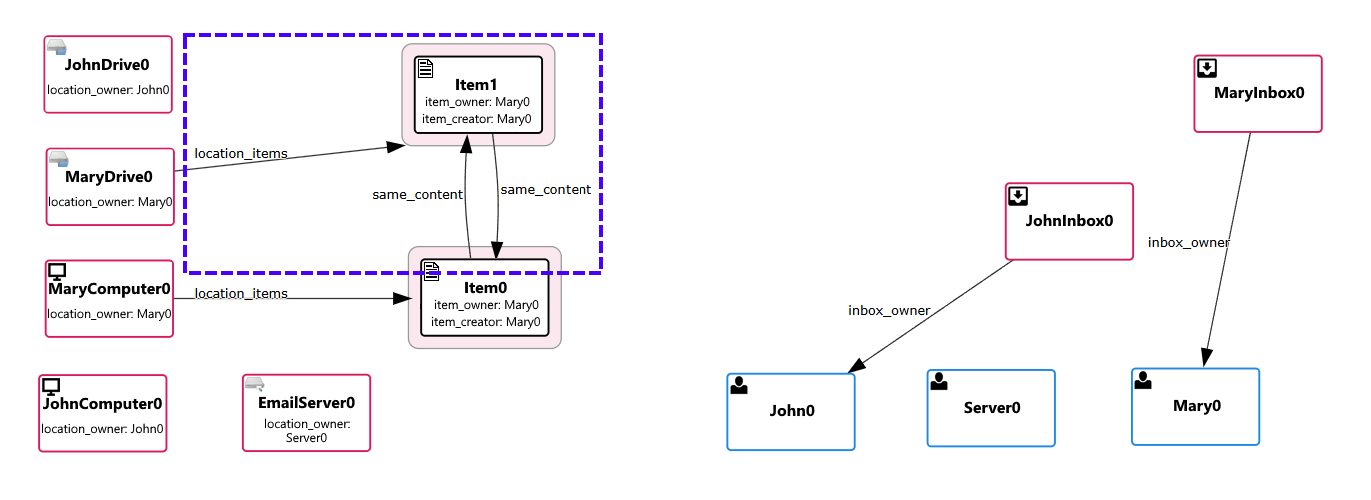 JohnDrive0
location_owner: John0
MaryDrive0
location_owner: Mary0
MaryComputer0
location_owner: Mary0
JohnComputer0
location_owner: John0
EmailServer0
location_owner:
Server0
location_items
location_items
Item1
item_owner: Mary0
item_creator: Mary0
same_content
same_content
Item0
item_owner: Mary0
item_creator: Mary0
MaryInbox0
JohnInbox0
inbox_owner
inbox_owner
John0
Server0
Mary0